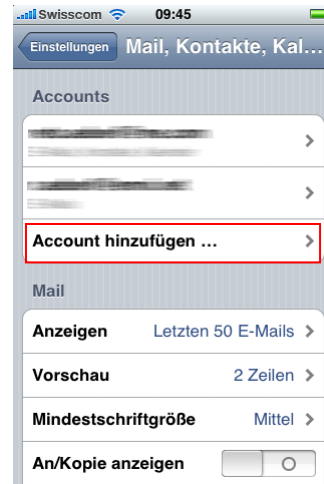 Swisscom 09:45
Einstellungen Mail, Kontakte, Kal...
Accounts
Account hinzufügen ...
Mail
Anzeigen Letzten 50 E-Mails
Vorschau 2 Zeilen
Mindestschriftgröße Mittel
An/Kopie anzeigen